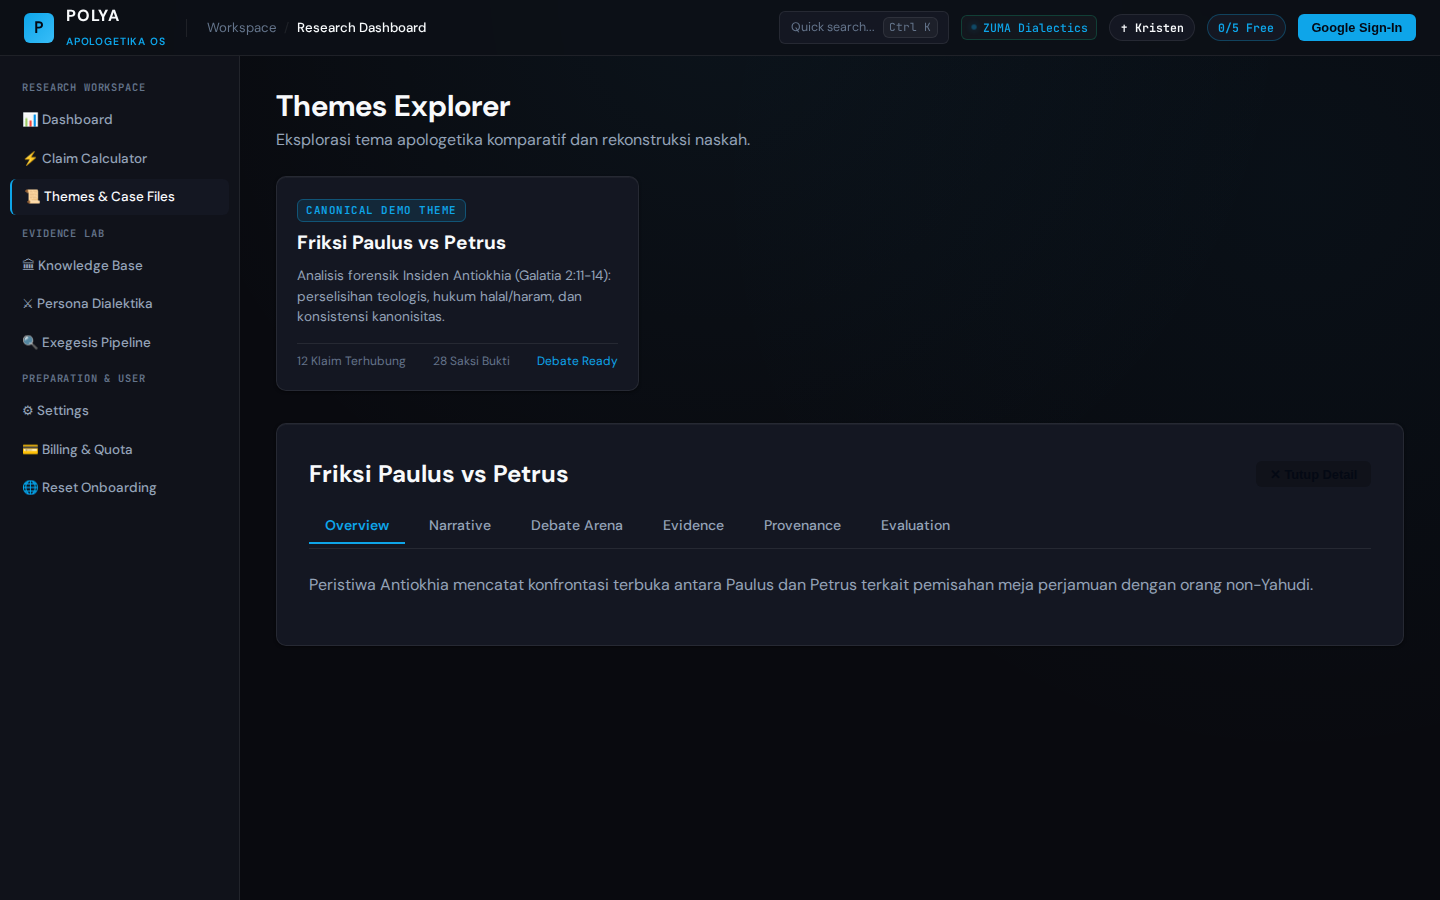 P
POLYA
APOLOGETIKA OS
Workspace / Research Dashboard
Quick search... Ctrl K
ZUMA Dialectics
✝ Kristen
0/5 Free
Google Sign-In
RESEARCH WORKSPACE
📊 Dashboard
⚡ Claim Calculator
📜 Themes & Case Files
EVIDENCE LAB
🏛 Knowledge Base
⚔ Persona Dialektika
🔍 Exegesis Pipeline
PREPARATION & USER
⚙ Settings
💳 Billing & Quota
🌐 Reset Onboarding
Themes Explorer
Eksplorasi tema apologetika komparatif dan rekonstruksi naskah.
CANONICAL DEMO THEME
Friksi Paulus vs Petrus
Analisis forensik Insiden Antiokhia (Galatia 2:11-14):
perselisihan teologis, hukum halal/haram, dan
konsistensi kanonisitas.
12 Klaim Terhubung 28 Saksi Bukti Debate Ready
Friksi Paulus vs Petrus
✕ Tutup Detail
Overview Narrative Debate Arena Evidence Provenance Evaluation
Peristiwa Antiokhia mencatat konfrontasi terbuka antara Paulus dan Petrus terkait pemisahan meja perjamuan dengan orang non-Yahudi.